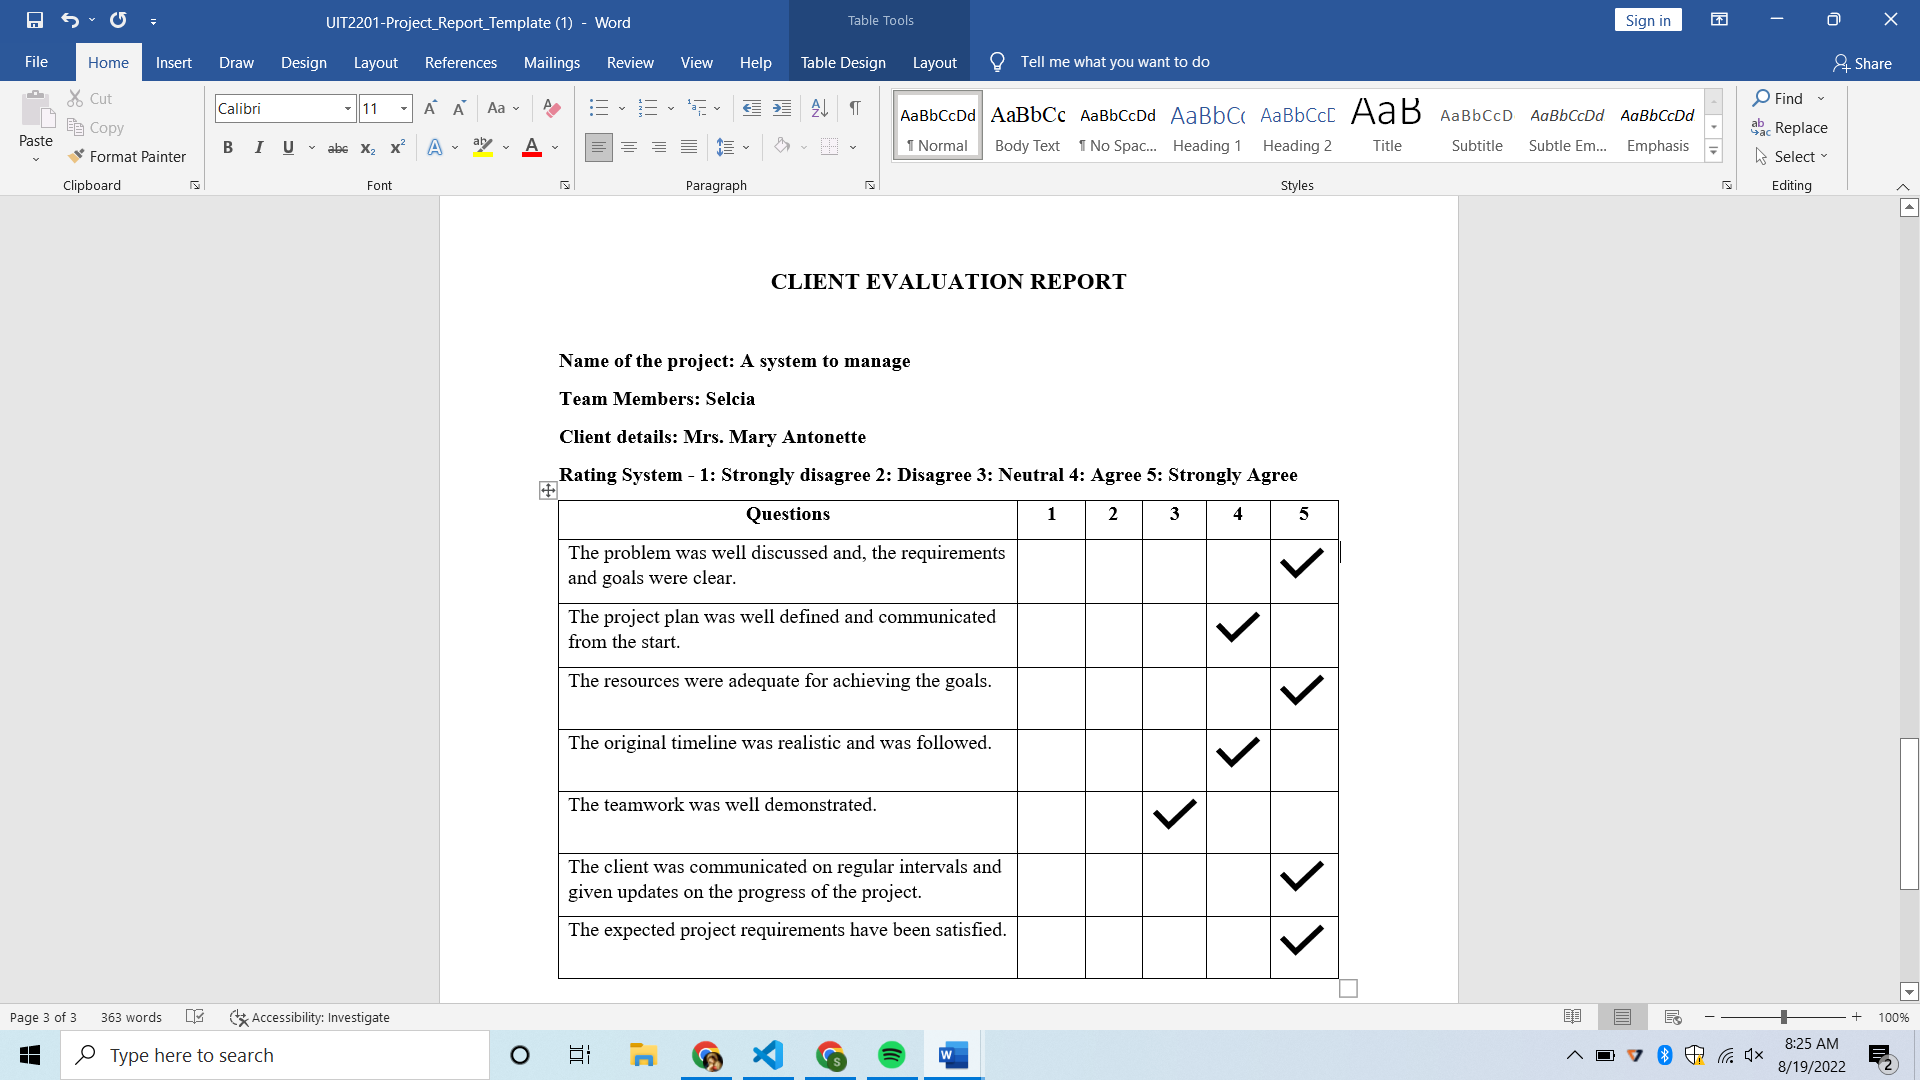 UIT2201-Project_Report_Template (1) - Word
Table Tools
Sign in
File
Home
Insert
Draw
Design
Layout
References
Mailings
Review
View
Help
Table Design
Layout
Tell me what you want to do
Share
Paste
Cut
Copy
Format Painter
Clipboard
Calibri
11
Font
Paragraph
AaBbCcDd
¶ Normal
AaBbCc
Body Text
AaBbCcDd
¶ No Spac...
AaBbC
Heading 1
AaBbCcD
Heading 2
AaB
Title
AaBbCcD
Subtitle
AaBbCcDd
Subtle Em...
AaBbCcDd
Emphasis
Styles
Find
Replace
Select
Editing
CLIENT EVALUATION REPORT
Name of the project: A system to manage
Team Members: Selcia
Client details: Mrs. Mary Antonette
Rating System - 1: Strongly disagree 2: Disagree 3: Neutral 4: Agree 5: Strongly Agree
Questions 1 2 3 4 5
The problem was well discussed and, the requirements
and goals were clear.
The project plan was well defined and communicated
from the start.
The resources were adequate for achieving the goals.
The original timeline was realistic and was followed.
The teamwork was well demonstrated.
The client was communicated on regular intervals and
given updates on the progress of the project.
The expected project requirements have been satisfied.
Page 3 of 3
363 words
Accessibility: Investigate
100%
Type here to search
8:25 AM
8/19/2022
2